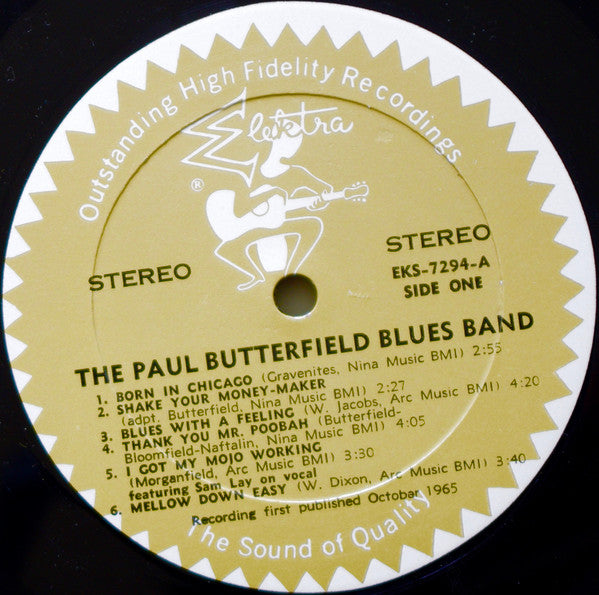 Outstanding High Fidelity Recordings
Elektra
®
STEREO
STEREO
EKS-7294-A
SIDE ONE
THE PAUL BUTTERFIELD BLUES BAND
1. BORN IN CHICAGO (Gravenites, Nina Music BMI) 2:55
2. SHAKE YOUR MONEY-MAKER
(adpt. Butterfield, Nina Music BMI) 2:27
3. BLUES WITH A FEELING (W. Jacobs, Arc Music BMI) 4:20
4. THANK YOU MR. POOBAH (Butterfield-
Bloomfield-Naftalin, Nina Music BMI) 4:05
5. I GOT MY MOJO WORKING
(Morganfield, Arc Music BMI) 3:30
featuring Sam Lay on vocal
6. MELLOW DOWN EASY (W. Dixon, Arc Music BMI) 3:40
Recording first published October 1965
The Sound of Quality